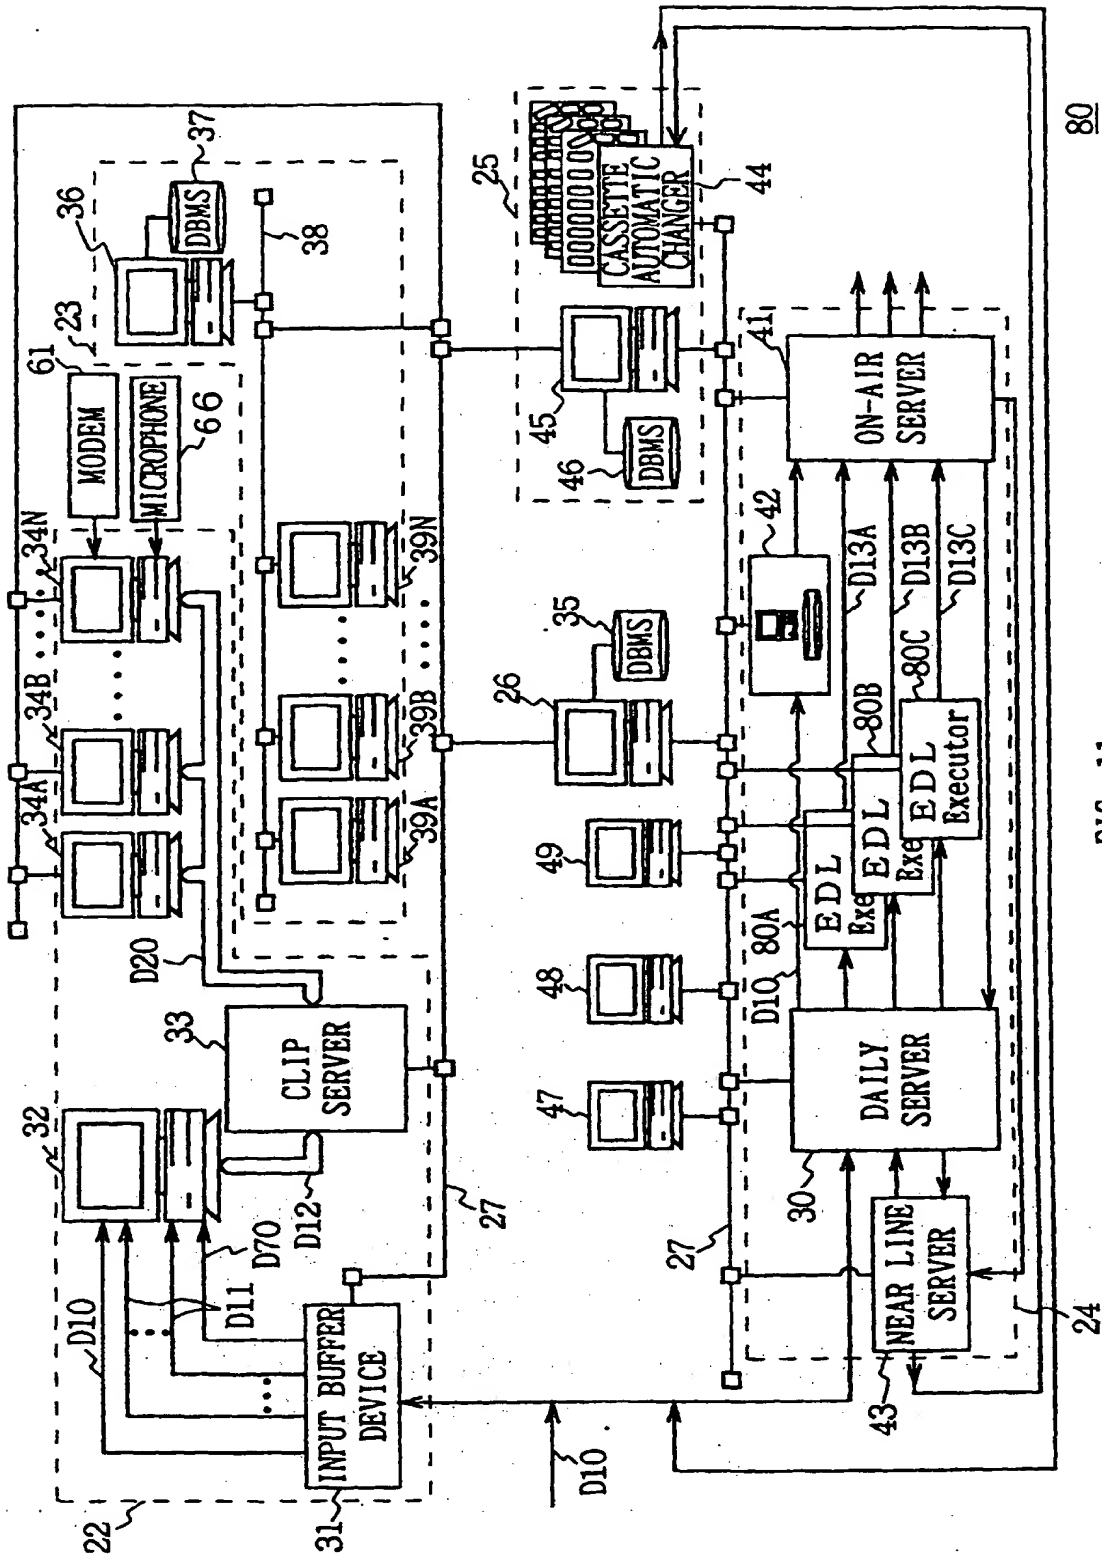 22
D10
D11
D70
D12
32
INPUT BUFFER
DEVICE
31
33
CLIP
SERVER
D20
27
34A
34B
34N
MODEM
61
MICROPHONE
66
23
36
DBMS
37
38
39A
39B
39N
D10
47
48
49
26
DBMS
35
25
45
46
DBMS
CASSETTE
AUTOMATIC
CHANGER
44
27
30
DAILY
SERVER
D10
80A
EDL
Exe
80B
EDL
Exe
80C
EDL
Executor
42
D13A
D13B
D13C
41
ON-AIR
SERVER
43
NEAR LINE
SERVER
24
80